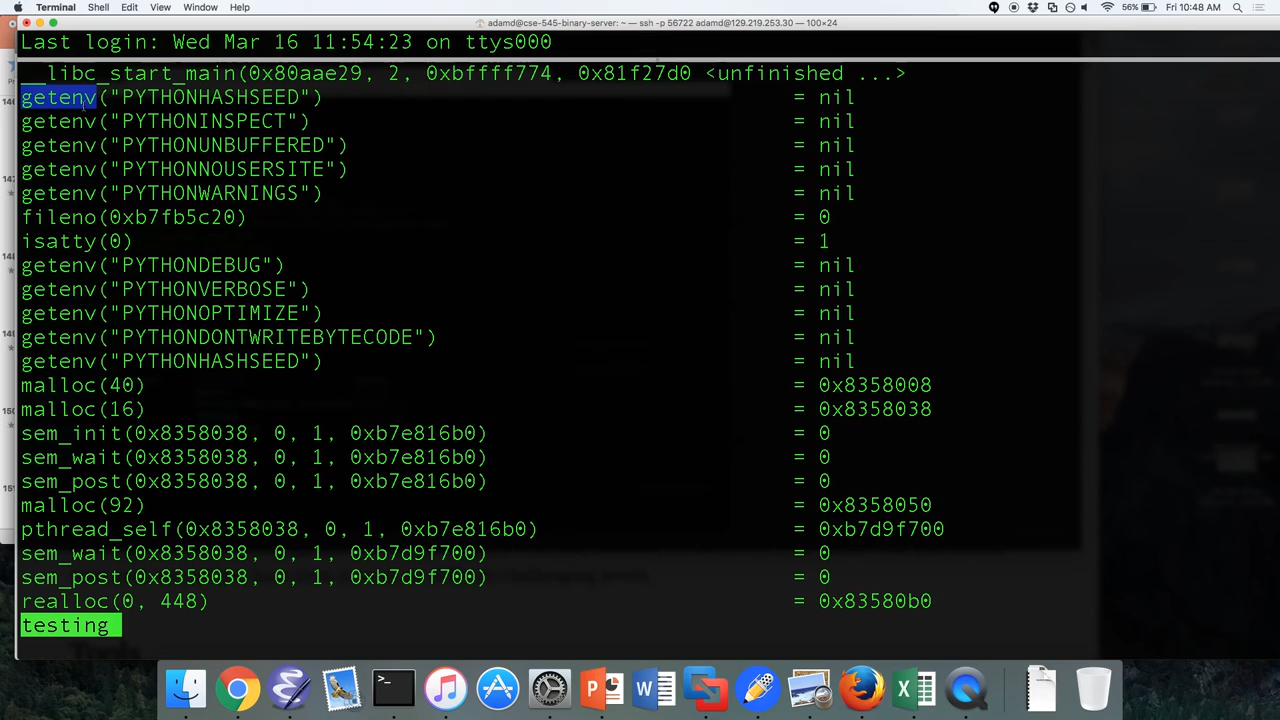 Terminal Shell Edit View Window Help 56% Fri 10:48 AM
adamd@cse-545-binary-server: ~ — ssh -p 56722 adamd@129.219.253.30 — 100×24
Last login: Wed Mar 16 11:54:23 on ttys000
__libc_start_main(0x80aae29, 2, 0xbffff774, 0x81f27d0 <unfinished ...>
getenv("PYTHONHASHSEED") = nil
getenv("PYTHONINSPECT") = nil
getenv("PYTHONUNBUFFERED") = nil
getenv("PYTHONNOUSERSITE") = nil
getenv("PYTHONWARNINGS") = nil
fileno(0xb7fb5c20) = 0
isatty(0) = 1
getenv("PYTHONDEBUG") = nil
getenv("PYTHONVERBOSE") = nil
getenv("PYTHONOPTIMIZE") = nil
getenv("PYTHONDONTWRITEBYTECODE") = nil
getenv("PYTHONHASHSEED") = nil
malloc(40) = 0x8358008
malloc(16) = 0x8358038
sem_init(0x8358038, 0, 1, 0xb7e816b0) = 0
sem_wait(0x8358038, 0, 1, 0xb7e816b0) = 0
sem_post(0x8358038, 0, 1, 0xb7e816b0) = 0
malloc(92) = 0x8358050
pthread_self(0x8358038, 0, 1, 0xb7e816b0) = 0xb7d9f700
sem_wait(0x8358038, 0, 1, 0xb7d9f700) = 0
sem_post(0x8358038, 0, 1, 0xb7d9f700) = 0
realloc(0, 448) = 0x83580b0
testing